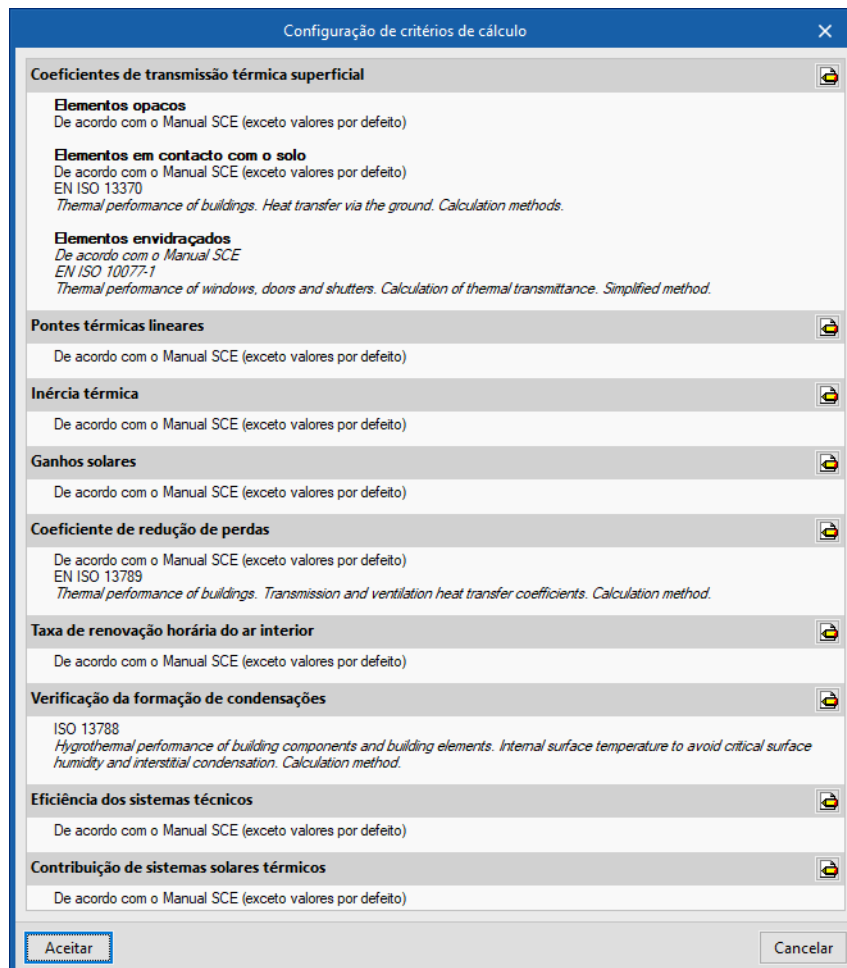 Configuração de critérios de cálculo
Coeficientes de transmissão térmica superficial
Elementos opacos
De acordo com o Manual SCE (exceto valores por defeito)
Elementos em contacto com o solo
De acordo com o Manual SCE (exceto valores por defeito)
EN ISO 13370
Thermal performance of buildings. Heat transfer via the ground. Calculation methods.
Elementos envidraçados
De acordo com o Manual SCE
EN ISO 10077-1
Thermal performance of windows, doors and shutters. Calculation of thermal transmittance. Simplified method.
Pontes térmicas lineares
De acordo com o Manual SCE (exceto valores por defeito)
Inércia térmica
De acordo com o Manual SCE (exceto valores por defeito)
Ganhos solares
De acordo com o Manual SCE (exceto valores por defeito)
Coeficiente de redução de perdas
De acordo com o Manual SCE (exceto valores por defeito)
EN ISO 13789
Thermal performance of buildings. Transmission and ventilation heat transfer coefficients. Calculation method.
Taxa de renovação horária do ar interior
De acordo com o Manual SCE (exceto valores por defeito)
Verificação da formação de condensações
ISO 13788
Hygrothermal performance of building components and building elements. Internal surface temperature to avoid critical surface
humidity and interstitial condensation. Calculation method.
Eficiência dos sistemas técnicos
De acordo com o Manual SCE (exceto valores por defeito)
Contribuição de sistemas solares térmicos
De acordo com o Manual SCE (exceto valores por defeito)
Aceitar
Cancelar